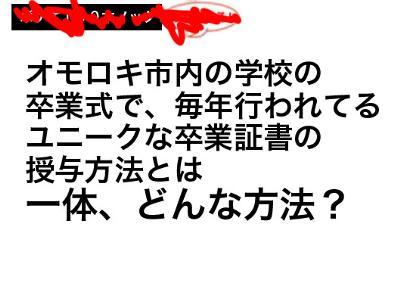 オモロキ市内の学校の
卒業式で、毎年行われてる
ユニークな卒業証書の
授与方法とは
一体、どんな方法？